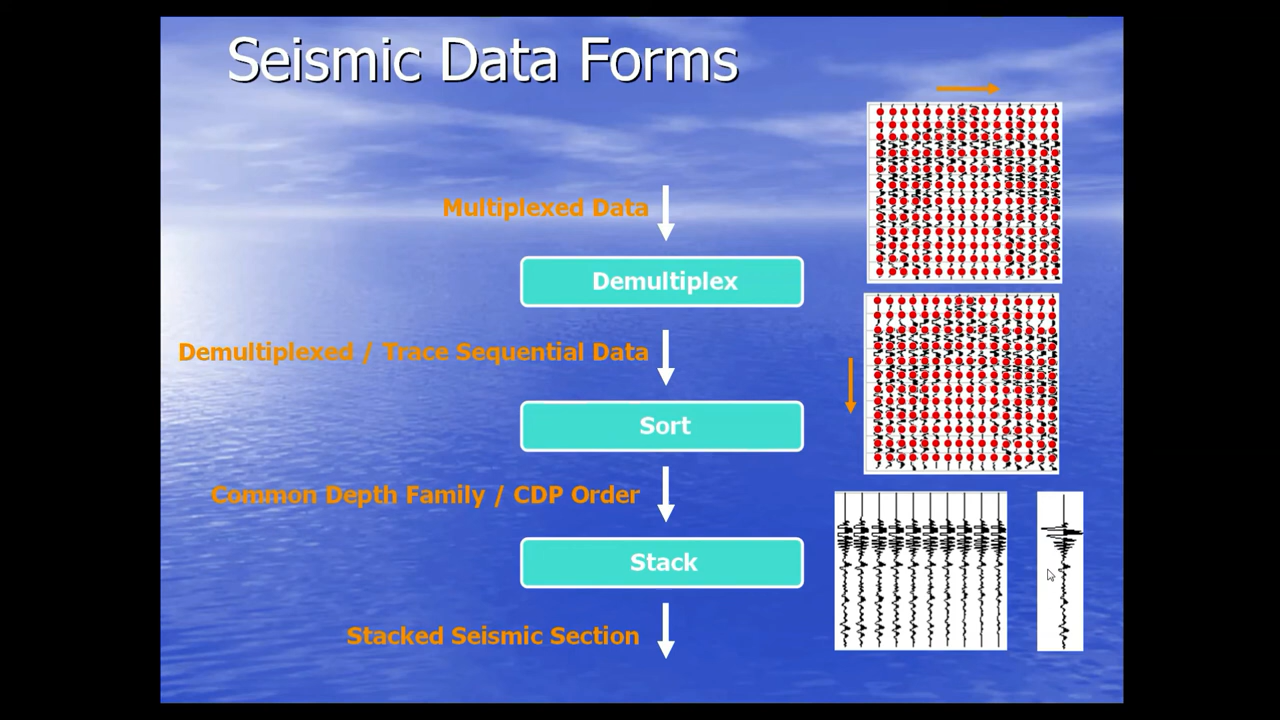 Seismic Data Forms
Multiplexed Data
Demultiplex
Demultiplexed / Trace Sequential Data
Sort
Common Depth Family / CDP Order
Stack
Stacked Seismic Section